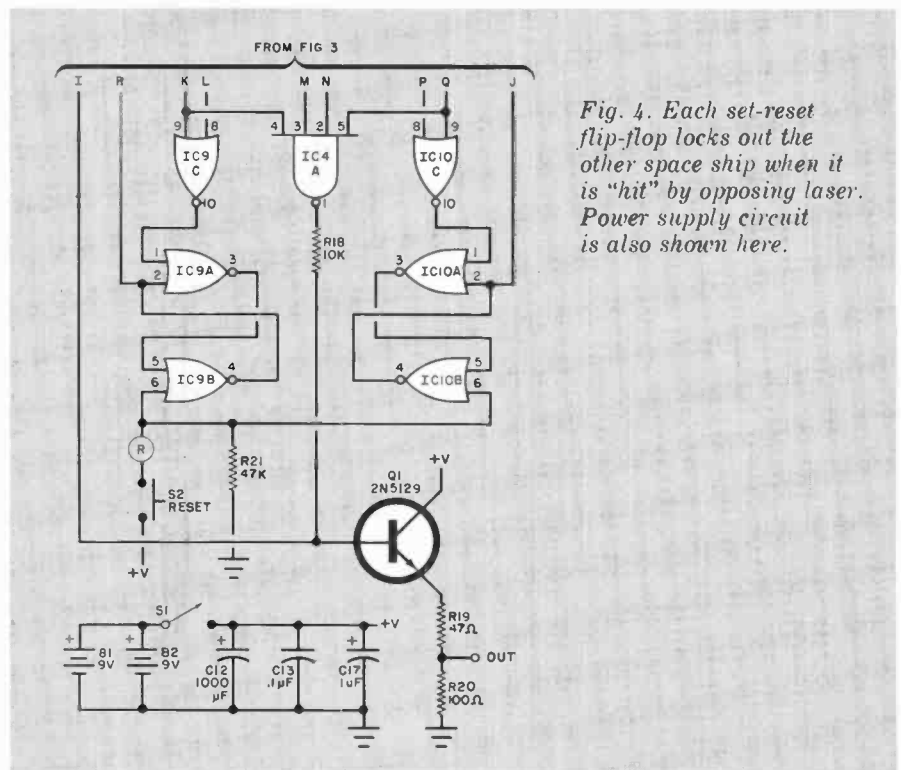 FROM FIG 3
I R K L M N P Q J
9 8 4 3 2 5 8 9
IC9 C
IC4 A
IC10 C
10 1 10
R18 10K
1 2 3
IC9A
3 1 2
IC10A
5 6 4
IC9B
4 5 6
IC10B
R
R21 47K
S2 RESET
+V
Q1 2N5129
+V
R19 47Ω
OUT
R20 100Ω
S1
+V
+ B1 9V
+ B2 9V
+ C12 1000 µF
C13 .1µF
+ C17 1µF
Fig. 4. Each set-reset
flip-flop locks out the
other space ship when it
is "hit" by opposing laser.
Power supply circuit
is also shown here.